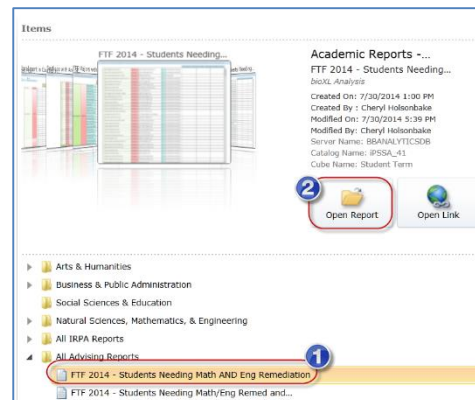 Items
FTF 2014 - Students Needing...
Academic Reports -...
FTF 2014 - Students Needing...
bioXL Analysis
Created On: 7/30/2014 1:00 PM
Created By : Cheryl Holsonbake
Modified On: 7/30/2014 5:39 PM
Modified By: Cheryl Holsonbake
Server Name: BBANALYTICSDB
Catalog Name: iPSSA_41
Cube Name: Student Term
2
Open Report
Open Link
Arts & Humanities
Business & Public Administration
Social Sciences & Education
Natural Sciences, Mathematics, & Engineering
All IRPA Reports
All Advising Reports
1
FTF 2014 - Students Needing Math AND Eng Remediation
FTF 2014 - Students Needing Math/Eng Remed and...